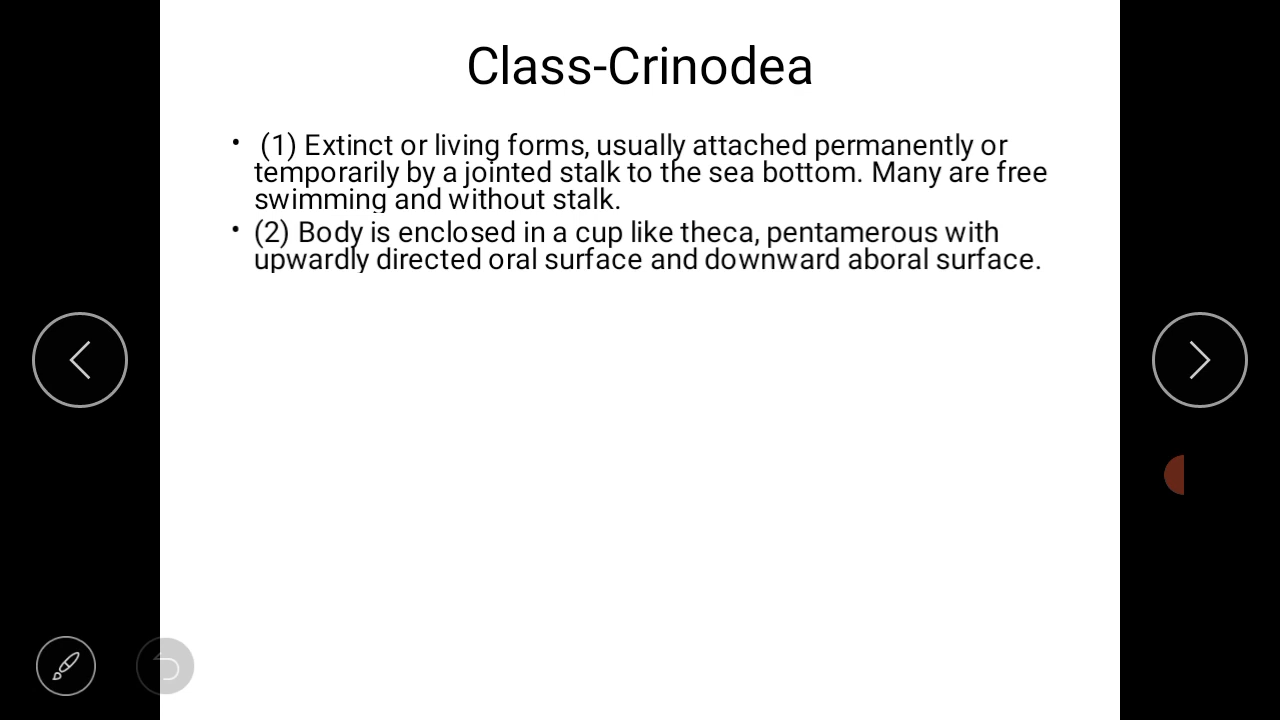 Class-Crinodea
• (1) Extinct or living forms, usually attached permanently or
temporarily by a jointed stalk to the sea bottom. Many are free
swimming and without stalk.
• (2) Body is enclosed in a cup like theca, pentamerous with
upwardly directed oral surface and downward aboral surface.